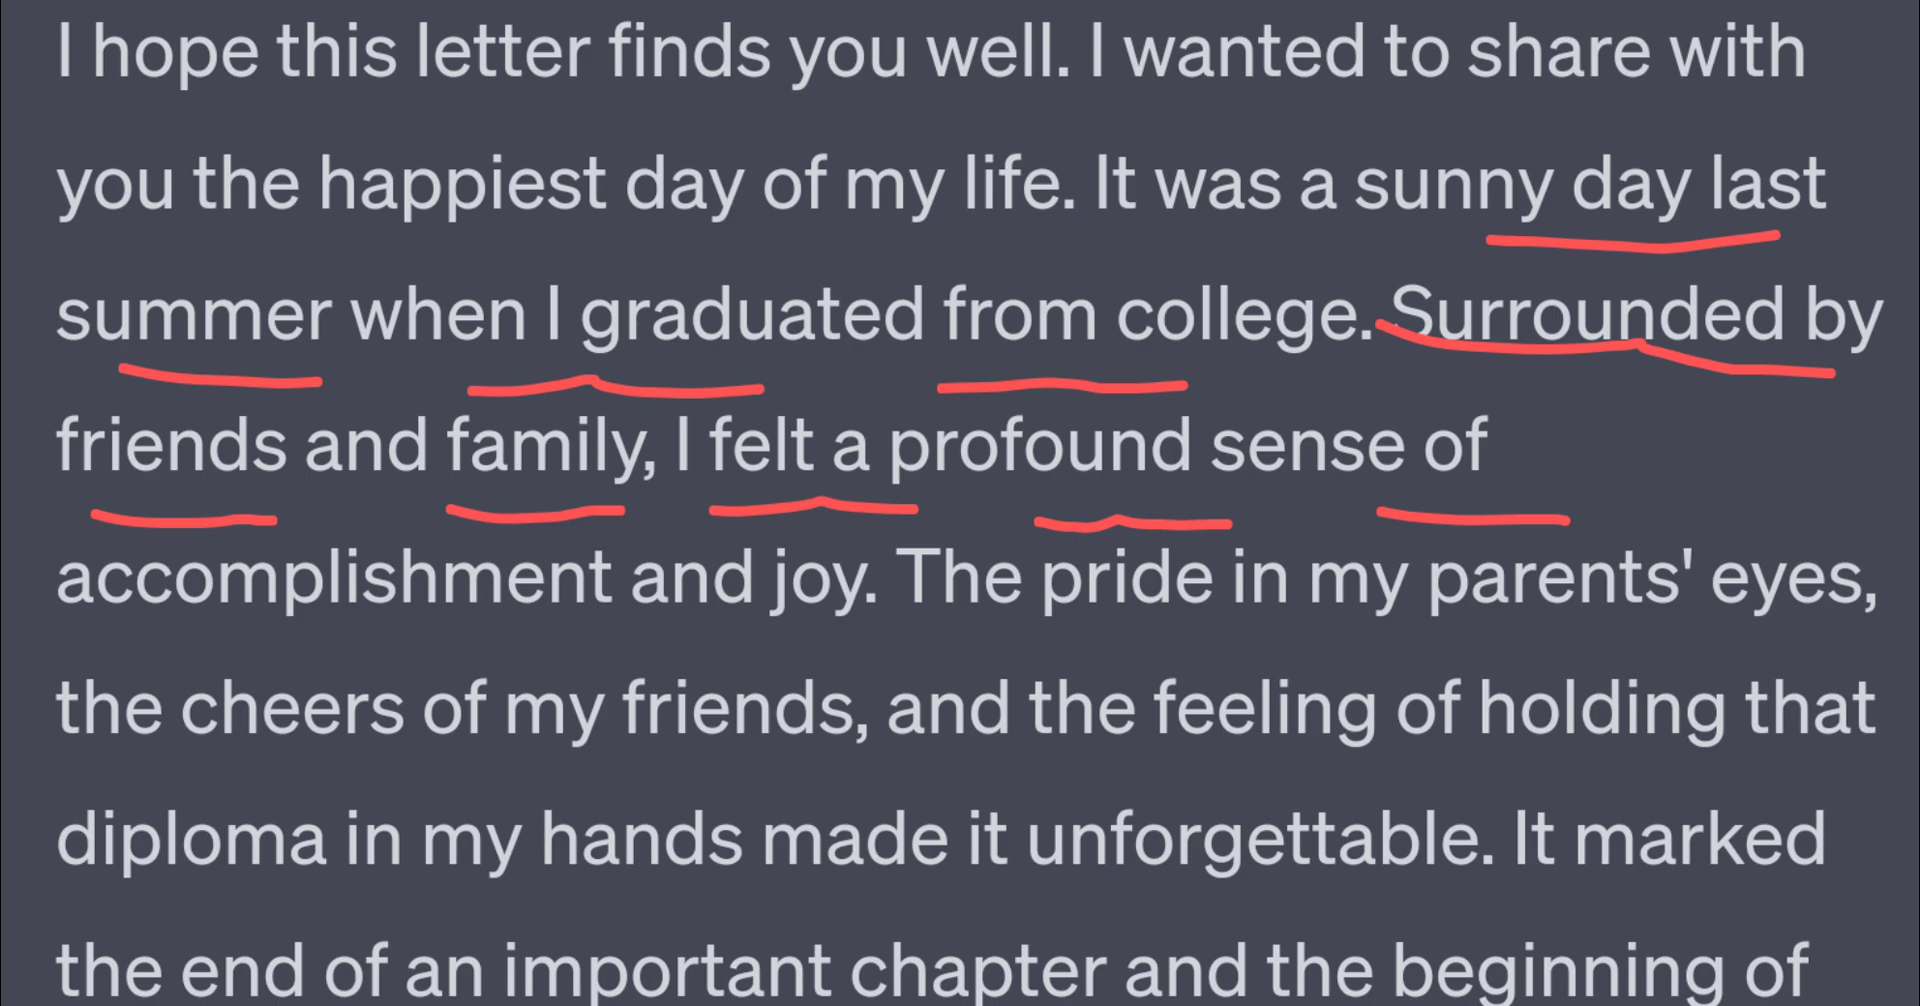 I hope this letter finds you well. I wanted to share with
you the happiest day of my life. It was a sunny day last
summer when I graduated from college. Surrounded by
friends and family, I felt a profound sense of
accomplishment and joy. The pride in my parents' eyes,
the cheers of my friends, and the feeling of holding that
diploma in my hands made it unforgettable. It marked
the end of an important chapter and the beginning of